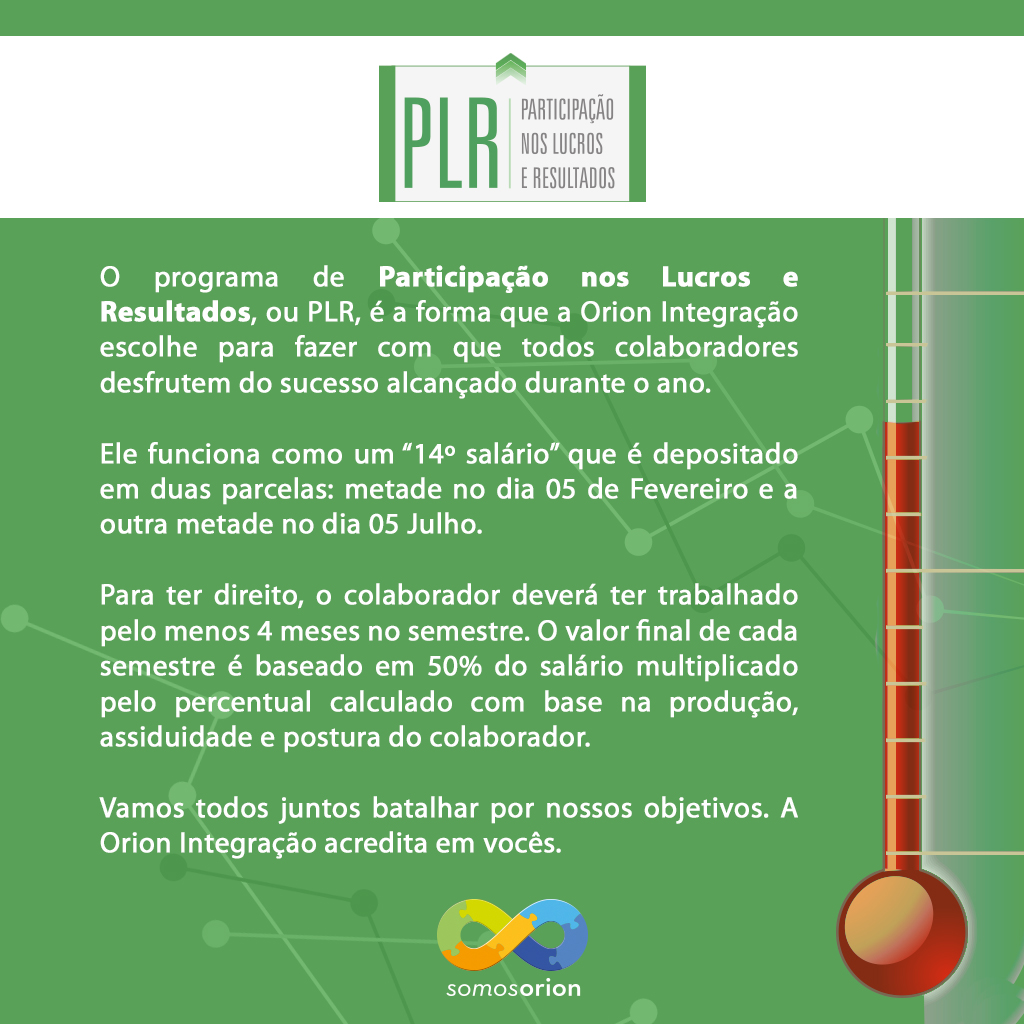 PLR
PARTICIPAÇÃO
NOS LUCROS
E RESULTADOS
O programa de Participação nos Lucros e
Resultados, ou PLR, é a forma que a Orion Integração
escolhe para fazer com que todos colaboradores
desfrutem do sucesso alcançado durante o ano.
Ele funciona como um “14º salário” que é depositado
em duas parcelas: metade no dia 05 de Fevereiro e a
outra metade no dia 05 Julho.
Para ter direito, o colaborador deverá ter trabalhado
pelo menos 4 meses no semestre. O valor final de cada
semestre é baseado em 50% do salário multiplicado
pelo percentual calculado com base na produção,
assiduidade e postura do colaborador.
Vamos todos juntos batalhar por nossos objetivos. A
Orion Integração acredita em vocês.
somosorion